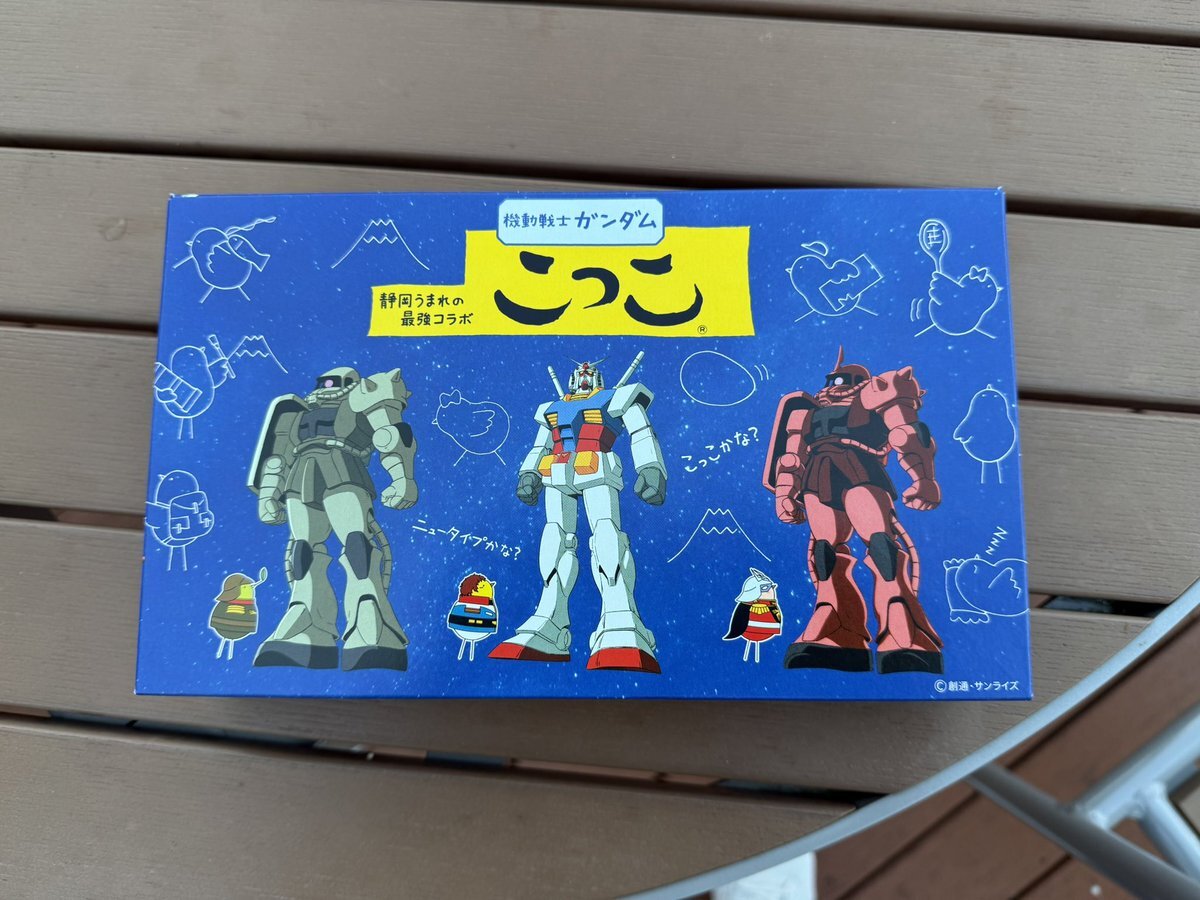 機動戦士 ガンダム
こっこ
®
静岡うまれの
最強コラボ
こっこかな?
ニュータイプかな?
zzz
©創通・サンライズ